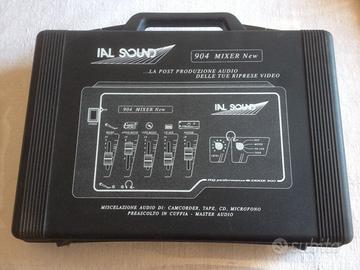 IAL SOUND
904 MIXER New
...LA POST PRODUZIONE AUDIO
DELLE TUE RIPRESE VIDEO
904 MIXER New
IAL SOUND
MISCELAZIONE AUDIO DI: CAMCORDER, TAPE, CD, MICROFONO
PREASCOLTO IN CUFFIA - MASTER AUDIO
subito